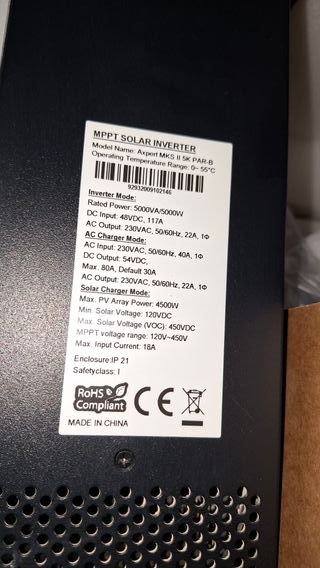 MPPT SOLAR INVERTER
Model Name: Axpert MKS II 5K PAR-B
Operating Temperature Range: 0~ 55°C
92932009102146
Inverter Mode:
Rated Power: 5000VA/5000W
DC Input: 48VDC, 117A
AC Output: 230VAC, 50/60Hz, 22A, 1Φ
AC Charger Mode:
AC Input: 230VAC, 50/60Hz, 40A, 1Φ
DC Output: 54VDC,
Max. 80A, Default 30A
AC Output: 230VAC, 50/60Hz, 22A, 1Φ
Solar Charger Mode:
Max. PV Array Power: 4500W
Min. Solar Voltage: 120VDC
Max. Solar Voltage (VOC): 450VDC
MPPT voltage range: 120V~450V
Max. Input Current: 18A
Enclosure:IP 21
Safetyclass: I
RoHS
Compliant
CE
MADE IN CHINA